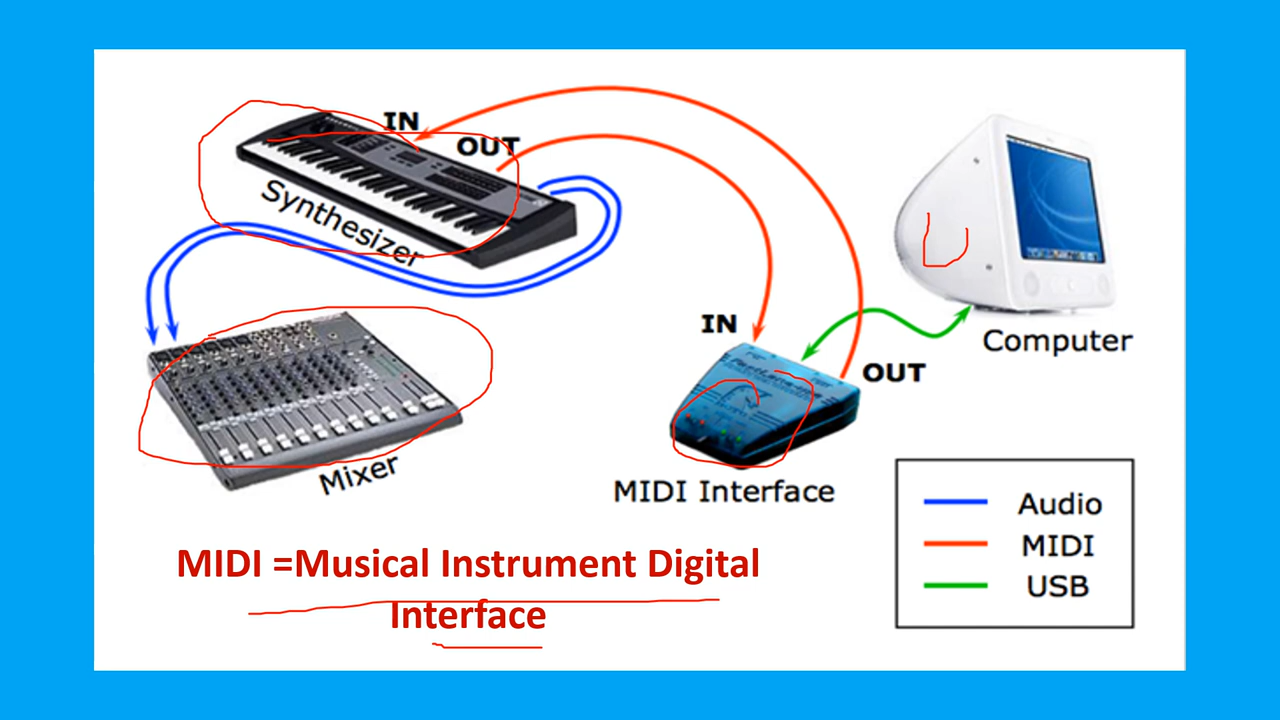 IN
OUT
Synthesizer
IN
OUT
Computer
Mixer
MIDI Interface
Audio
MIDI
USB
MIDI =Musical Instrument Digital
Interface